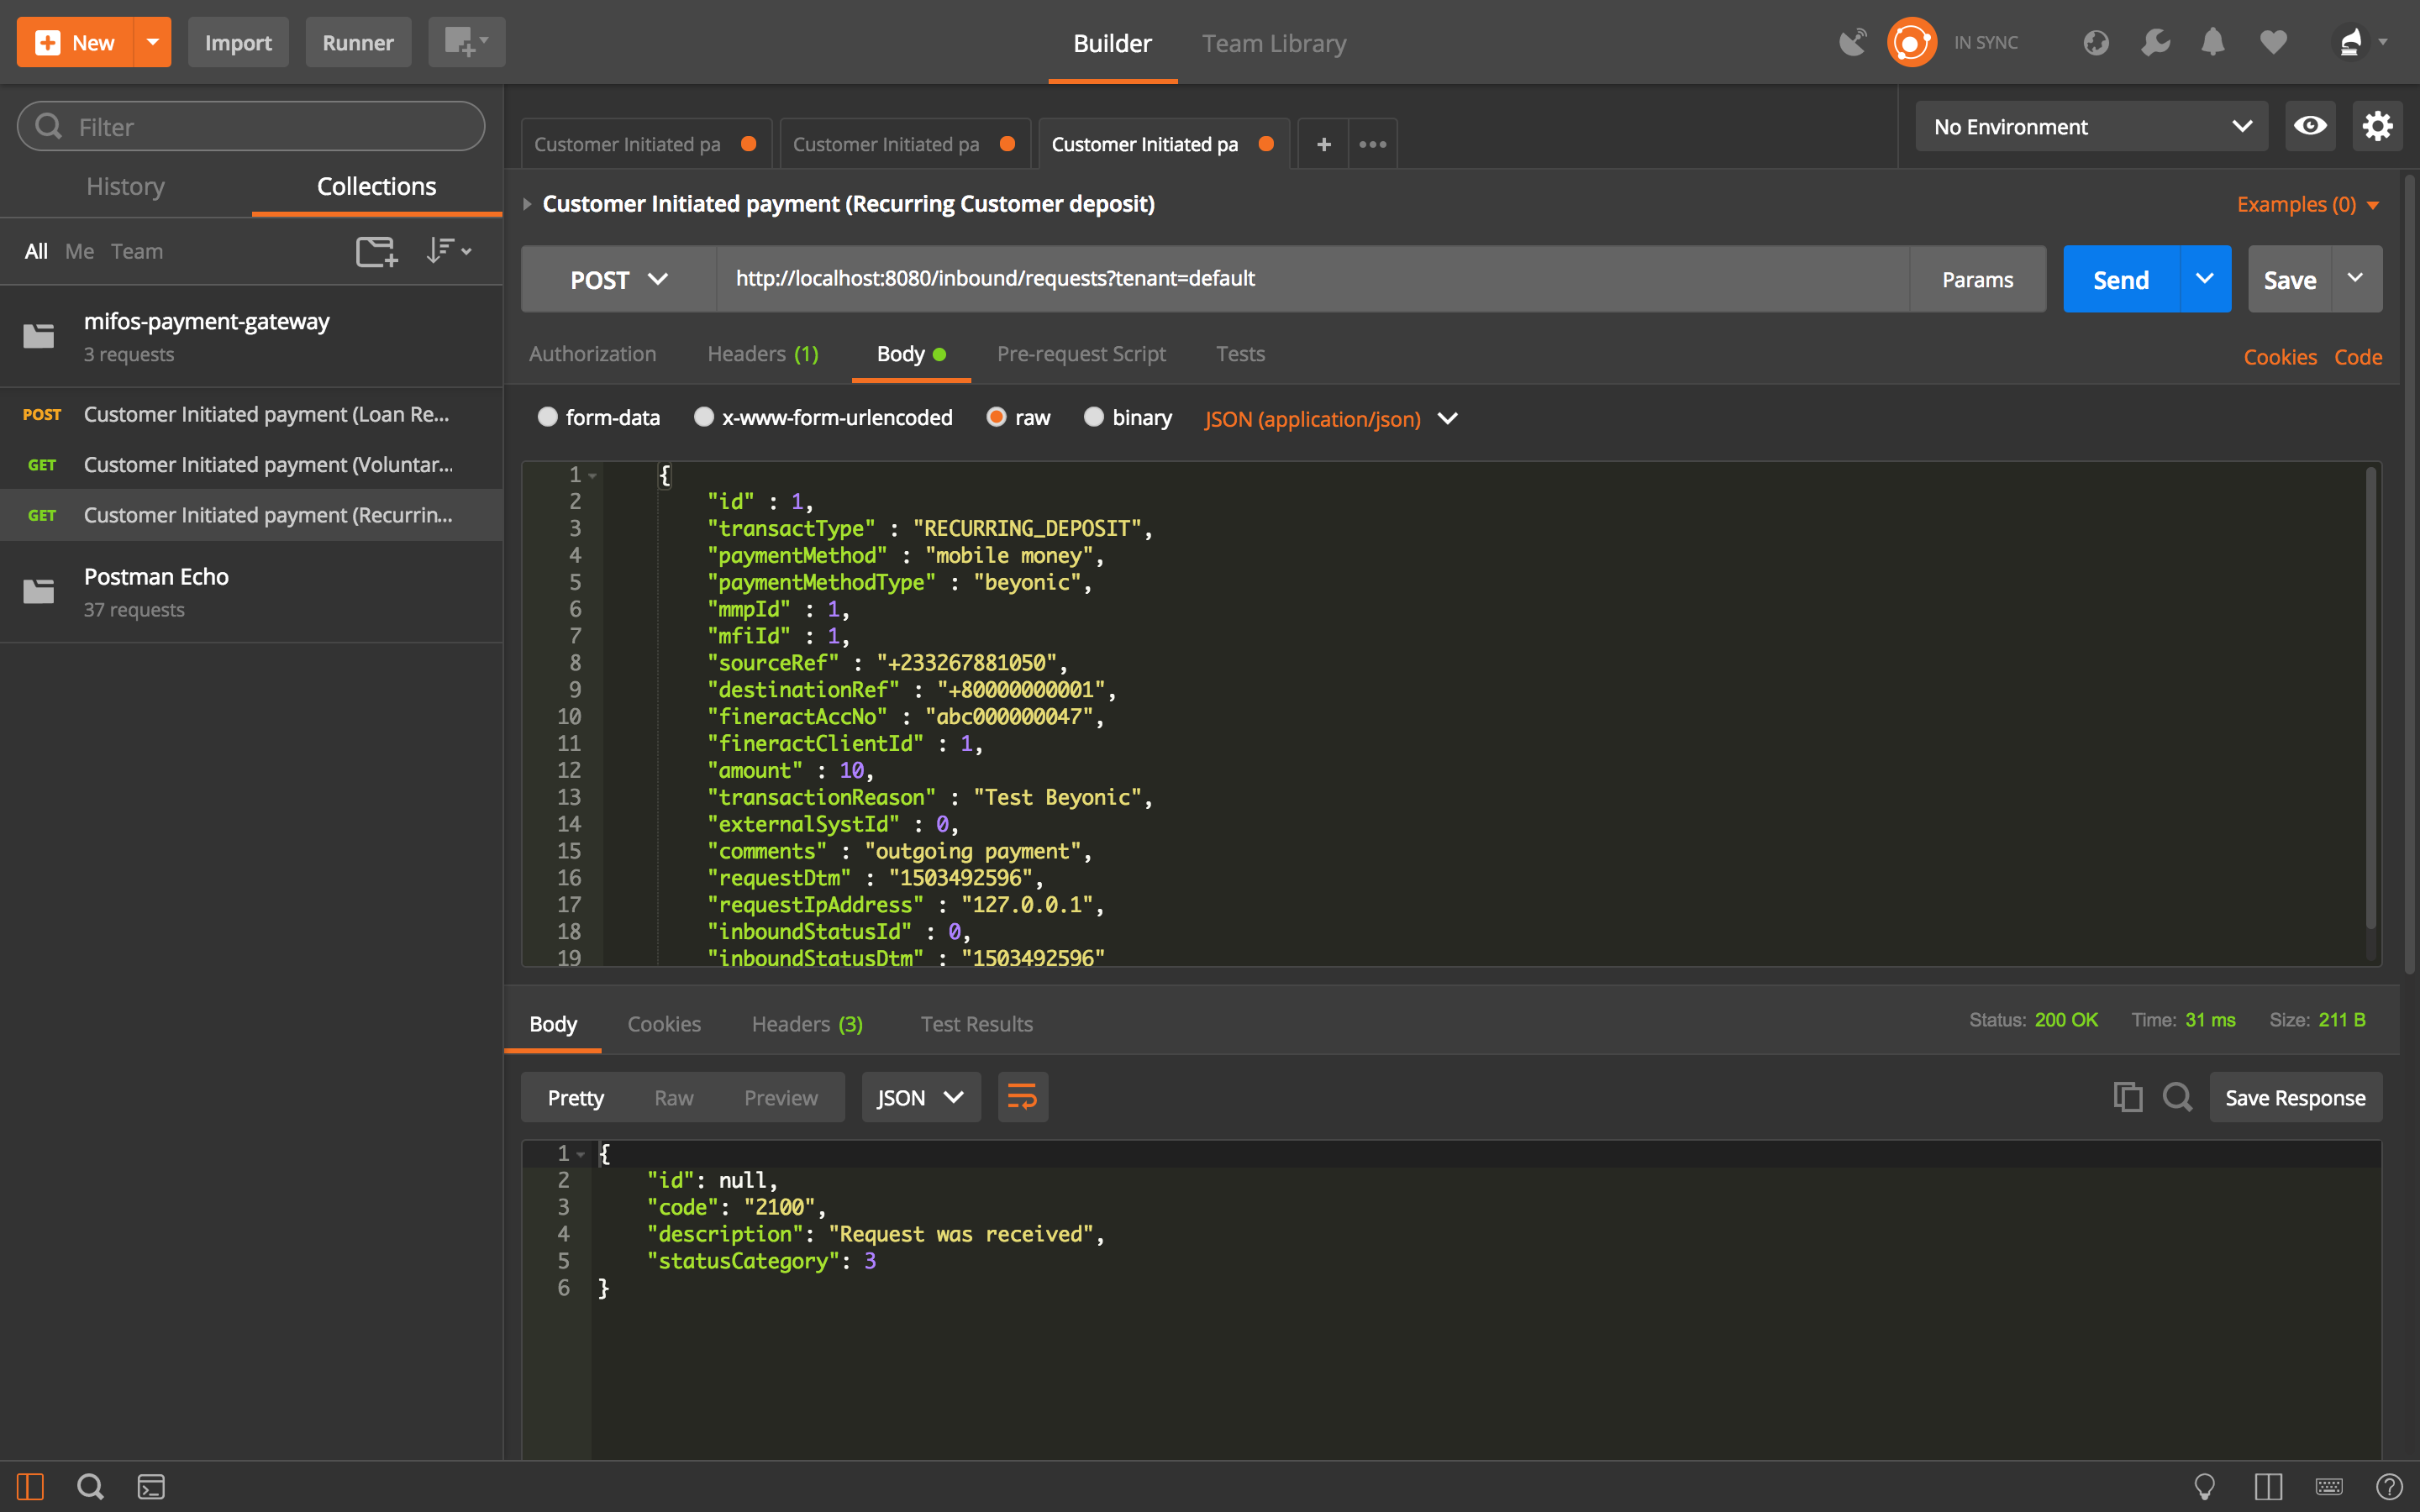 New
Import
Runner
Builder
Team Library
IN SYNC
Filter
History
Collections
All Me Team
mifos-payment-gateway
3 requests
POST Customer Initiated payment (Loan Re...
GET Customer Initiated payment (Voluntar...
GET Customer Initiated payment (Recurrin...
Postman Echo
37 requests
Customer Initiated pa
Customer Initiated pa
Customer Initiated pa
No Environment
Customer Initiated payment (Recurring Customer deposit)
Examples (0)
POST http://localhost:8080/inbound/requests?tenant=default Params Send Save
Authorization Headers (1) Body Pre-request Script Tests Cookies Code
form-data x-www-form-urlencoded raw binary JSON (application/json)
1 {
2 "id" : 1,
3 "transactType" : "RECURRING_DEPOSIT",
4 "paymentMethod" : "mobile money",
5 "paymentMethodType" : "beyonic",
6 "mmpId" : 1,
7 "mfiId" : 1,
8 "sourceRef" : "+233267881050",
9 "destinationRef" : "+80000000001",
10 "fineractAccNo" : "abc000000047",
11 "fineractClientId" : 1,
12 "amount" : 10,
13 "transactionReason" : "Test Beyonic",
14 "externalSystId" : 0,
15 "comments" : "outgoing payment",
16 "requestDtm" : "1503492596",
17 "requestIpAddress" : "127.0.0.1",
18 "inboundStatusId" : 0,
19 "inboundStatusDtm" : "1503492596"
Body Cookies Headers (3) Test Results Status: 200 OK Time: 31 ms Size: 211 B
Pretty Raw Preview JSON Save Response
1 {
2 "id": null,
3 "code": "2100",
4 "description": "Request was received",
5 "statusCategory": 3
6 }